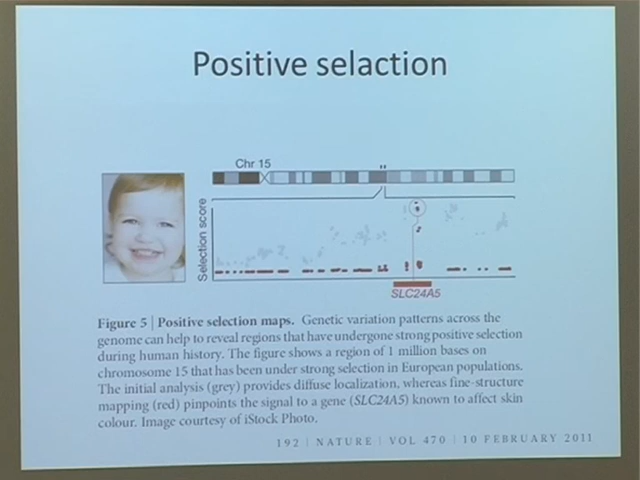 Positive selaction
Chr 15
Selection score
SLC24A5
Figure 5 | Positive selection maps. Genetic variation patterns across the
genome can help to reveal regions that have undergone strong positive selection
during human history. The figure shows a region of 1 million bases on
chromosome 15 that has been under strong selection in European populations.
The initial analysis (grey) provides diffuse localization, whereas fine-structure
mapping (red) pinpoints the signal to a gene (SLC24A5) known to affect skin
colour. Image courtesy of iStock Photo.
192 | NATURE | VOL 470 | 10 FEBRUARY 2011